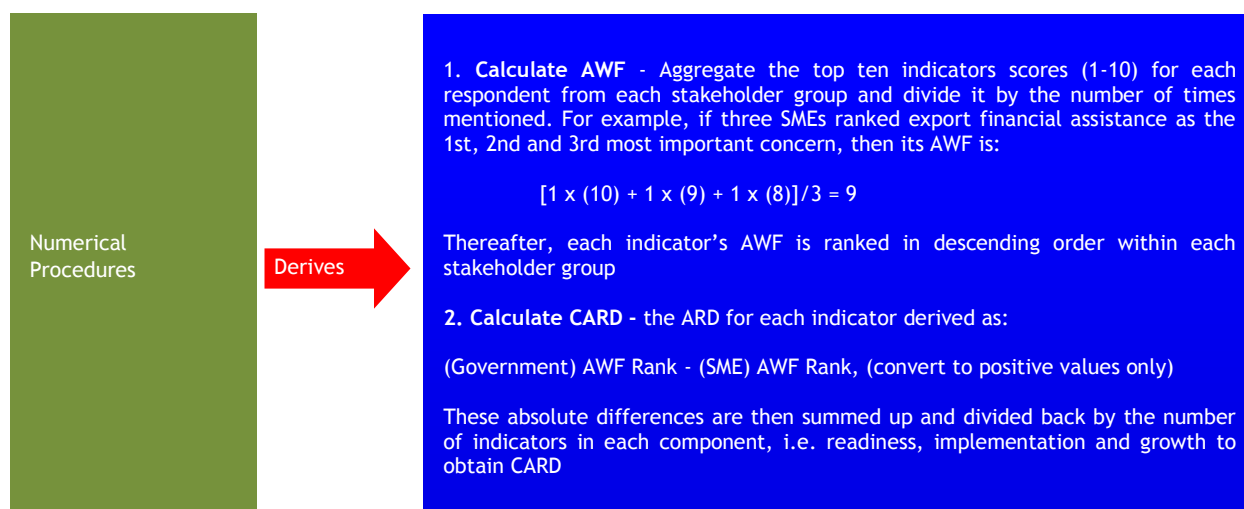 Numerical
Procedures
Derives
1. Calculate AWF - Aggregate the top ten indicators scores (1-10) for each
respondent from each stakeholder group and divide it by the number of times
mentioned. For example, if three SMEs ranked export financial assistance as the
1st, 2nd and 3rd most important concern, then its AWF is:
[1 x (10) + 1 x (9) + 1 x (8)]/3 = 9
Thereafter, each indicator’s AWF is ranked in descending order within each
stakeholder group
2. Calculate CARD - the ARD for each indicator derived as:
(Government) AWF Rank - (SME) AWF Rank, (convert to positive values only)
These absolute differences are then summed up and divided back by the number
of indicators in each component, i.e. readiness, implementation and growth to
obtain CARD